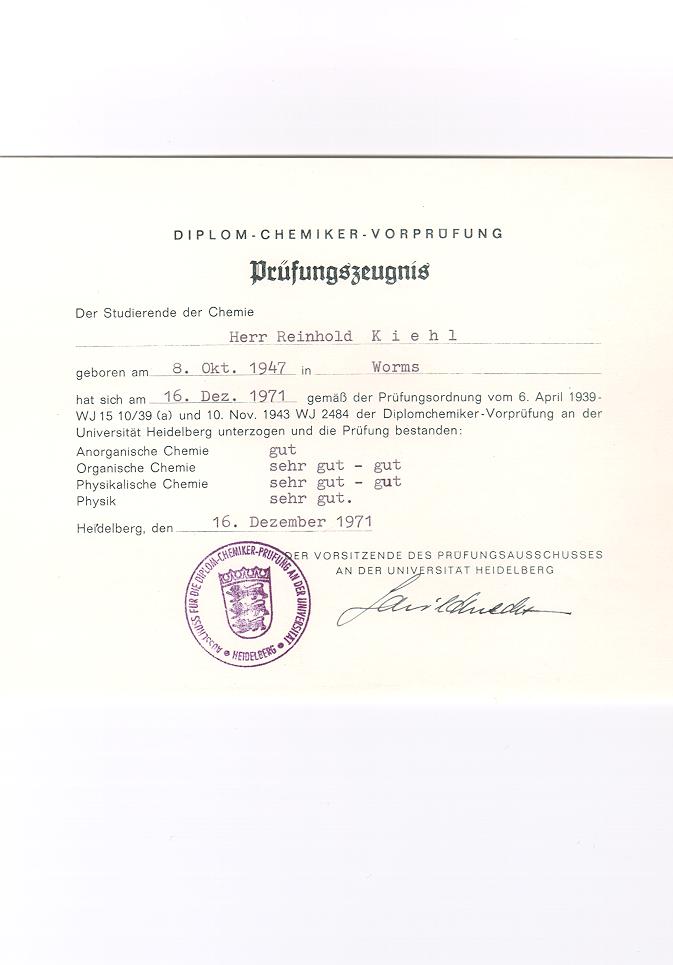 DIPLOM-CHEMIKER-VORPRÜFUNG
Prüfungszeugnis
Der Studierende der Chemie
Herr Reinhold Kiehl
geboren am 8. Okt. 1947 in Worms
hat sich am 16. Dez. 1971 gemäß der Prüfungsordnung vom 6. April 1939-
WJ 15 10/39 (a) und 10. Nov. 1943 WJ 2484 der Diplomchemiker-Vorprüfung an der
Universität Heidelberg unterzogen und die Prüfung bestanden:
Anorganische Chemie gut
Organische Chemie sehr gut - gut
Physikalische Chemie sehr gut - gut
Physik sehr gut.
Heidelberg, den 16. Dezember 1971
DER VORSITZENDE DES PRÜFUNGSAUSSCHUSSES
AN DER UNIVERSITÄT HEIDELBERG
AUSSCHUSS FÜR DIE DIPLOM-CHEMIKER-PRÜFUNG AN DER UNIVERSITÄT
HEIDELBERG